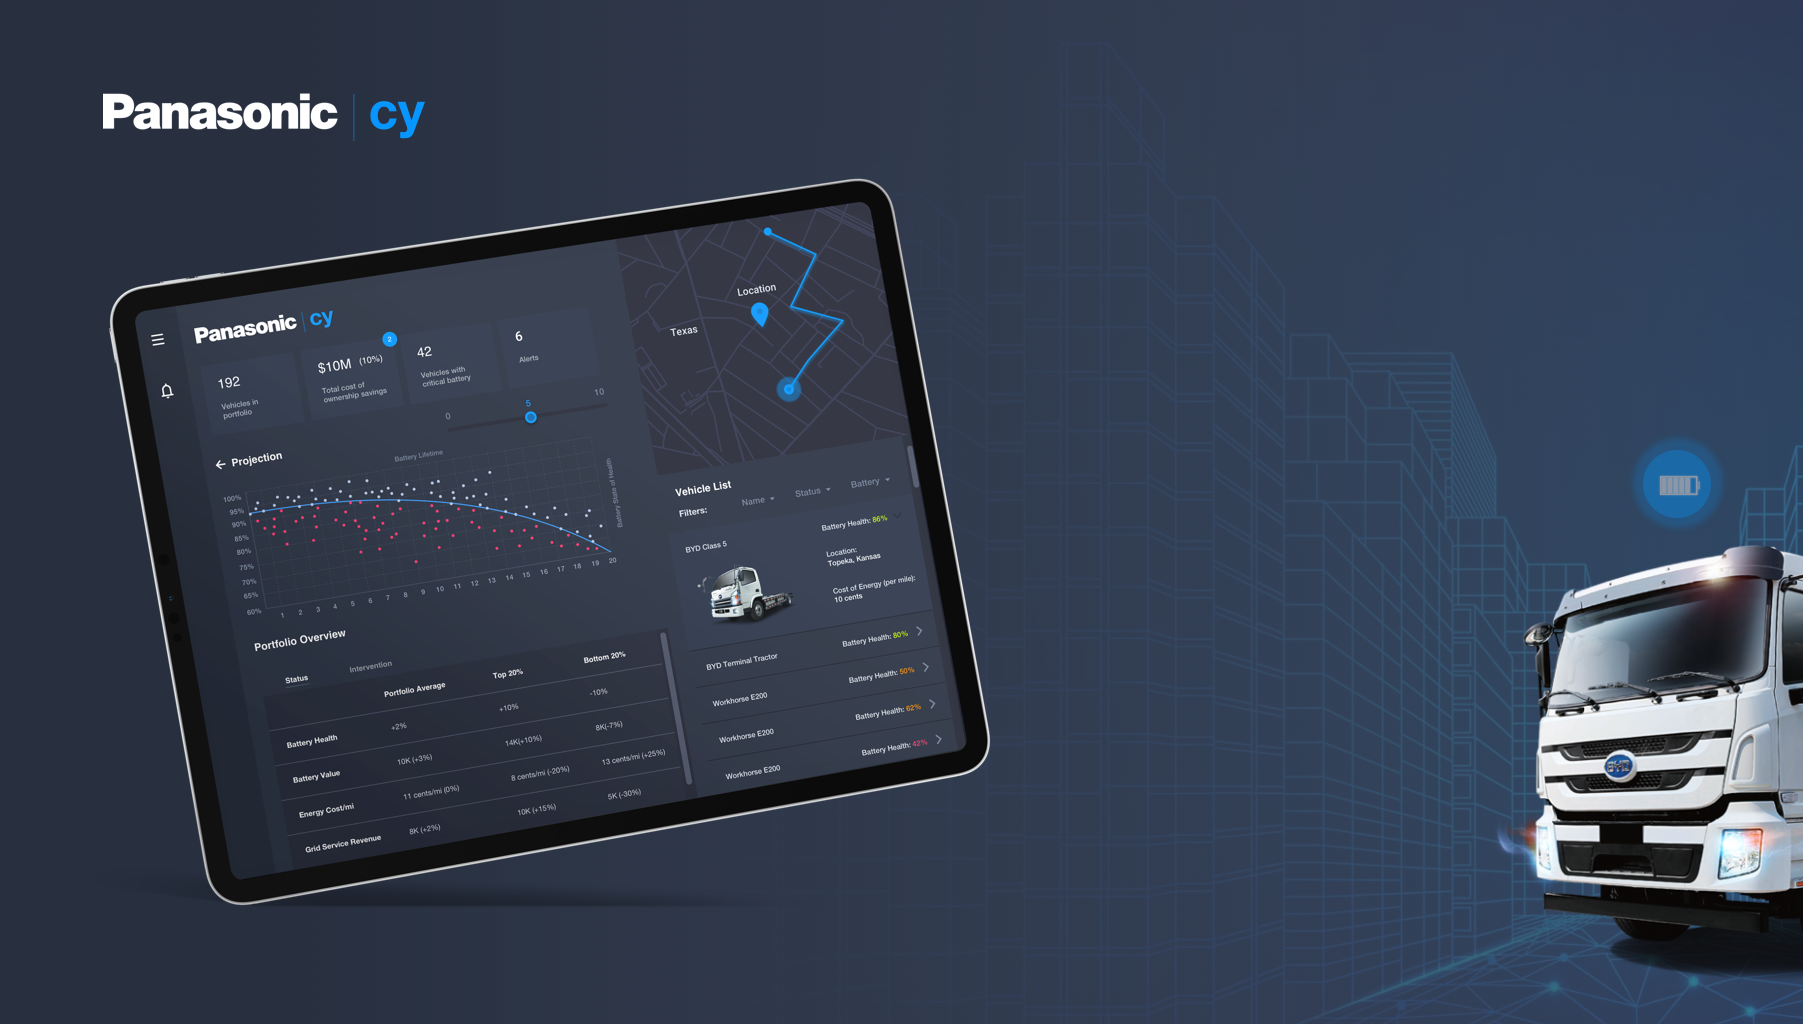 Panasonic | cy
Panasonic | cy
192
Vehicles in
portfolio
2
$10M (10%)
Total cost of
ownership savings
42
Vehicles with
critical battery
6
Alerts
0
5
10
Projection
Battery Lifetime
Battery State of Health
100%
95%
90%
85%
80%
75%
70%
65%
60%
1 2 3 4 5 6 7 8 9 10 11 12 13 14 15 16 17 18 19 20
Portfolio Overview
Status Intervention
Portfolio Average Top 20% Bottom 20%
Battery Health +2% +10% -10%
Battery Value 10K (+3%) 14K(+10%) 8K(-7%)
Energy Cost/mi 11 cents/mi (0%) 8 cents/mi (-20%) 13 cents/mi (+25%)
Grid Service Revenue 8K (+2%) 10K (+15%) 5K (-30%)
Location
Texas
Vehicle List
Filters: Name Status Battery
BYD Class 5
Battery Health: 86%
Location:
Topeka, Kansas
Cost of Energy (per mile):
10 cents
BYD Terminal Tractor Battery Health: 80%
Workhorse E200 Battery Health: 50%
Workhorse E200 Battery Health: 62%
Workhorse E200 Battery Health: 42%
BYD